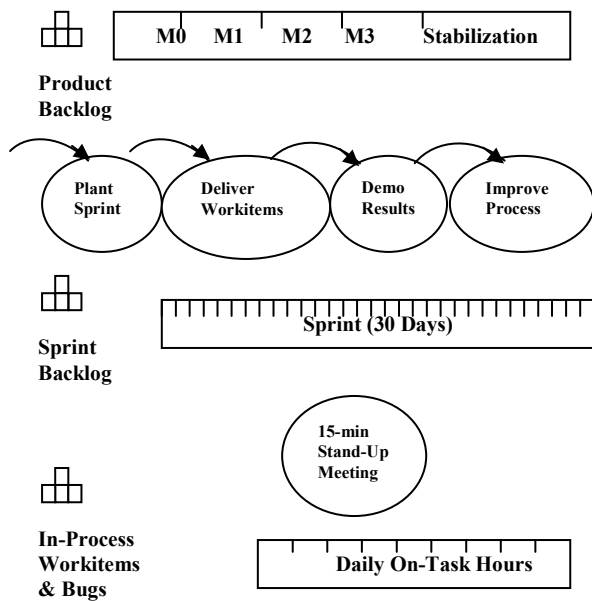 M0 M1 M2 M3 Stabilization
Product
Backlog
Plant
Sprint
Deliver
Workitems
Demo
Results
Improve
Process
Sprint (30 Days)
Sprint
Backlog
15-min
Stand-Up
Meeting
In-Process
Workitems
& Bugs
Daily On-Task Hours